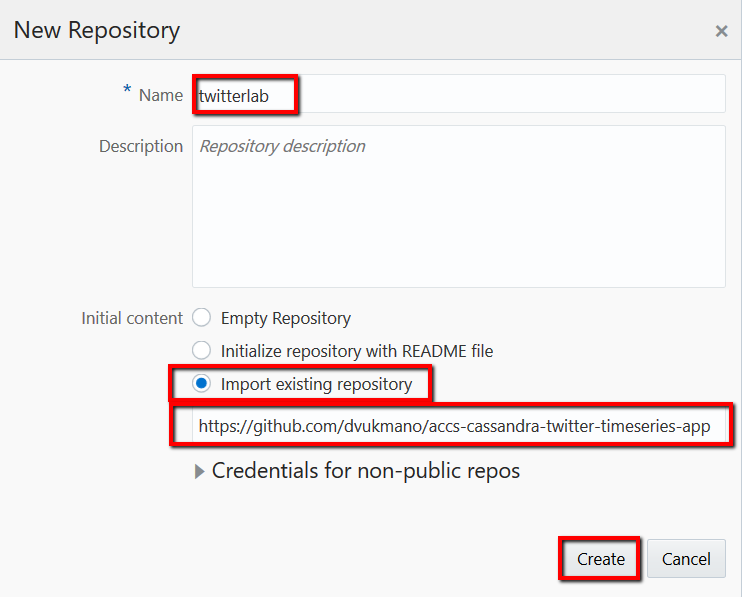 New Repository ×
* Name twitterlab
Description Repository description
Initial content Empty Repository
Initialize repository with README file
Import existing repository
https://github.com/dvukmano/accs-cassandra-twitter-timeseries-app
Credentials for non-public repos
Create Cancel